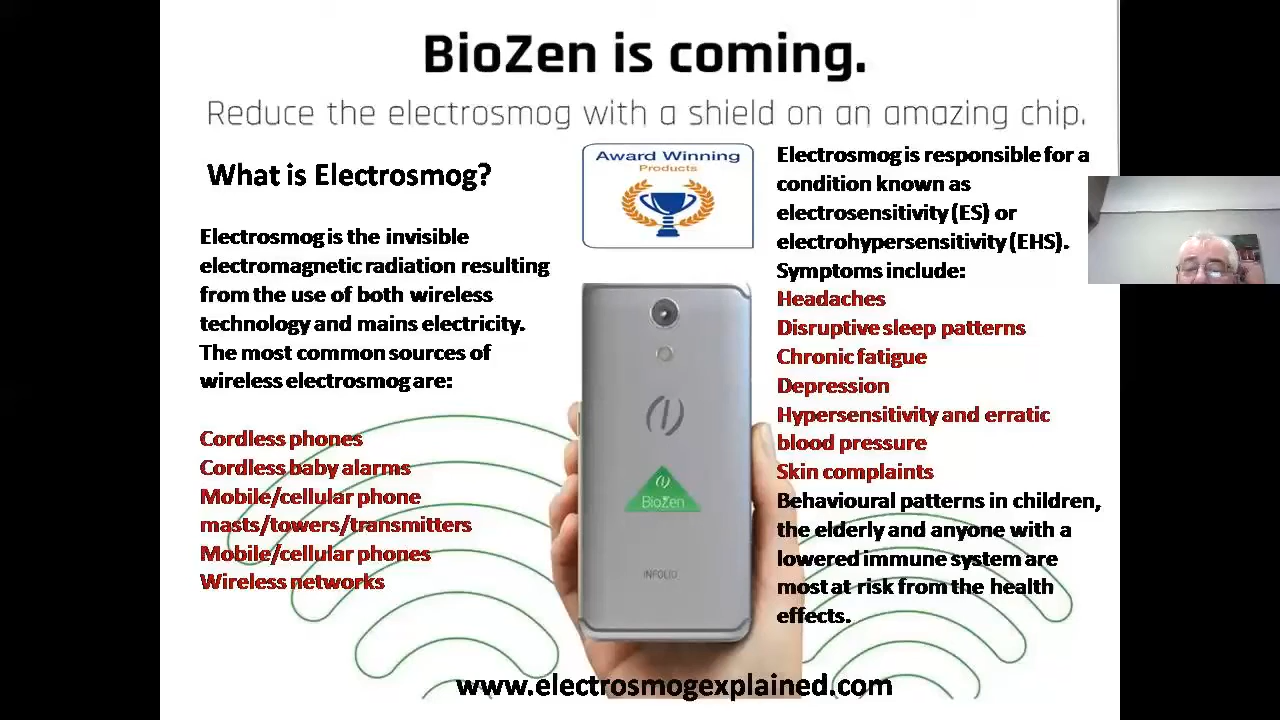 BioZen is coming.
Reduce the electrosmog with a shield on an amazing chip.
What is Electrosmog?
Electrosmog is the invisible
electromagnetic radiation resulting
from the use of both wireless
technology and mains electricity.
The most common sources of
wireless electrosmog are:
Cordless phones
Cordless baby alarms
Mobile/cellular phone
masts/towers/transmitters
Mobile/cellular phones
Wireless networks
Award Winning
Products
BioZen
INFOLIO
Electrosmog is responsible for a
condition known as
electrosensitivity (ES) or
electrohypersensitivity (EHS).
Symptoms include:
Headaches
Disruptive sleep patterns
Chronic fatigue
Depression
Hypersensitivity and erratic
blood pressure
Skin complaints
Behavioural patterns in children,
the elderly and anyone with a
lowered immune system are
most at risk from the health
effects.
www.electrosmogexplained.com